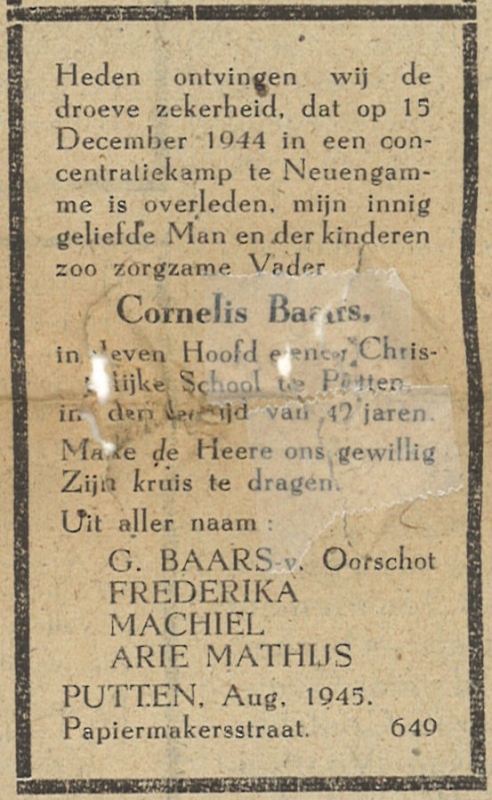 Heden ontvingen wij de
droeve zekerheid, dat op 15
December 1944 in een con-
centratiekamp te Neuengam-
me is overleden, mijn innig
geliefde Man en der kinderen
zoo zorgzame Vader
Cornelis Baars,
in leven Hoofd eener Chris-
telijke School te Putten,
in den leeftijd van jaren.
Make de Heere ons gewillig
Zijn kruis te dragen.
Uit aller naam :
G. BAARS-v. Oorschot
FREDERIKA
MACHIEL
ARIE MATHIJS
PUTTEN, Aug. 1945.
Papiermakersstraat. 649